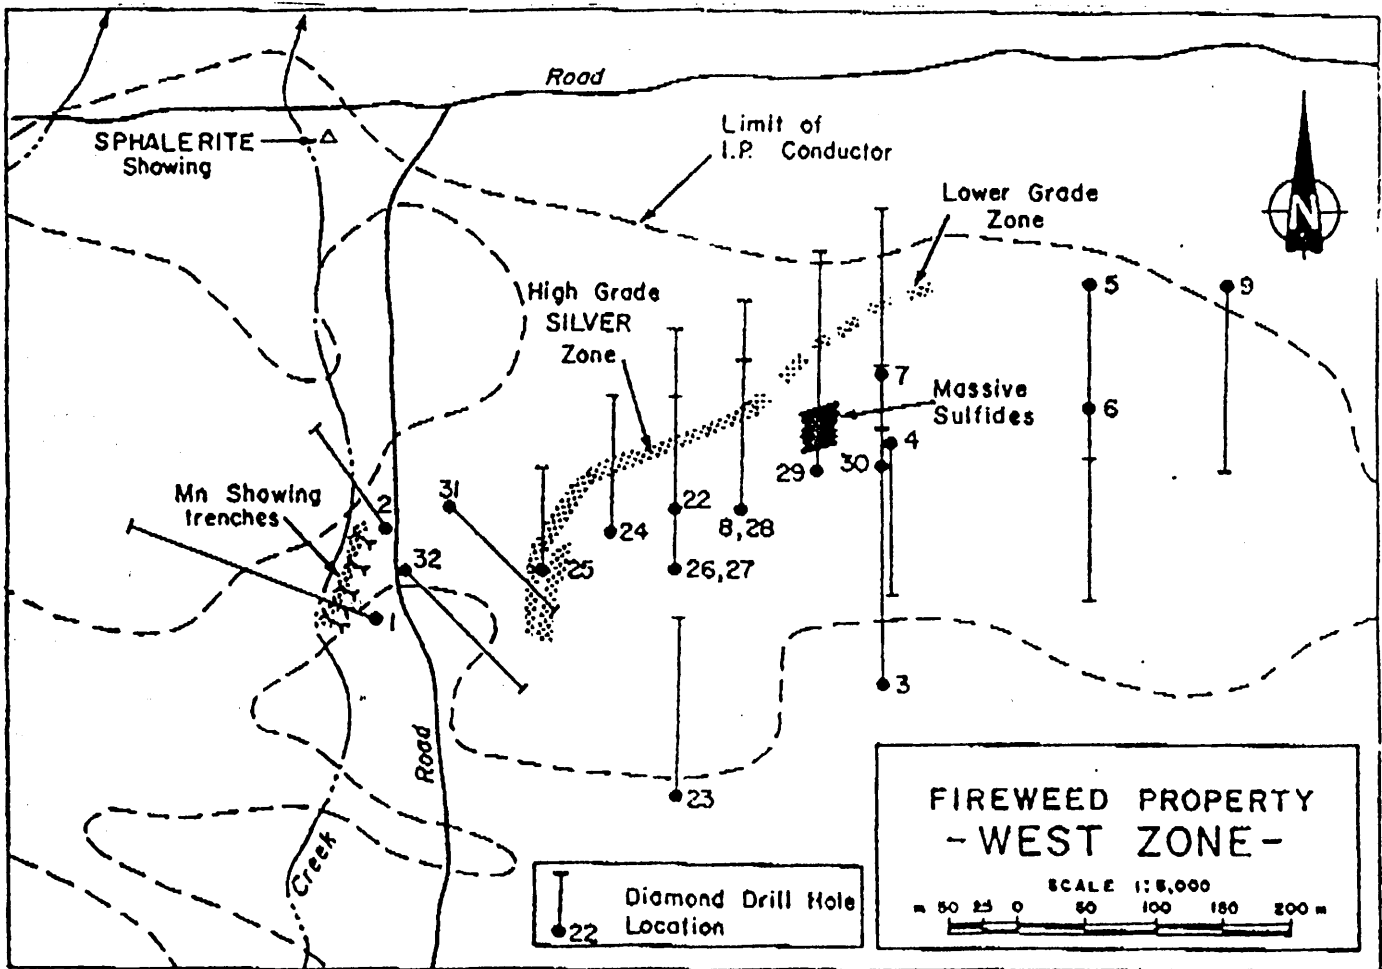 Road
SPHALERITE
Showing
Limit of
I.P. Conductor
Lower Grade
Zone
N
High Grade
SILVER
Zone
5
9
7
Massive
Sulfides
6
4
29
30
Mn Showing
trenches
2
31
22
8,28
24
32
25
26,27
1
3
Road
23
Creek
FIREWEED PROPERTY
-WEST ZONE-
SCALE 1:5,000
m 50 25 0 50 100 150 200 m
Diamond Drill Hole
Location
22